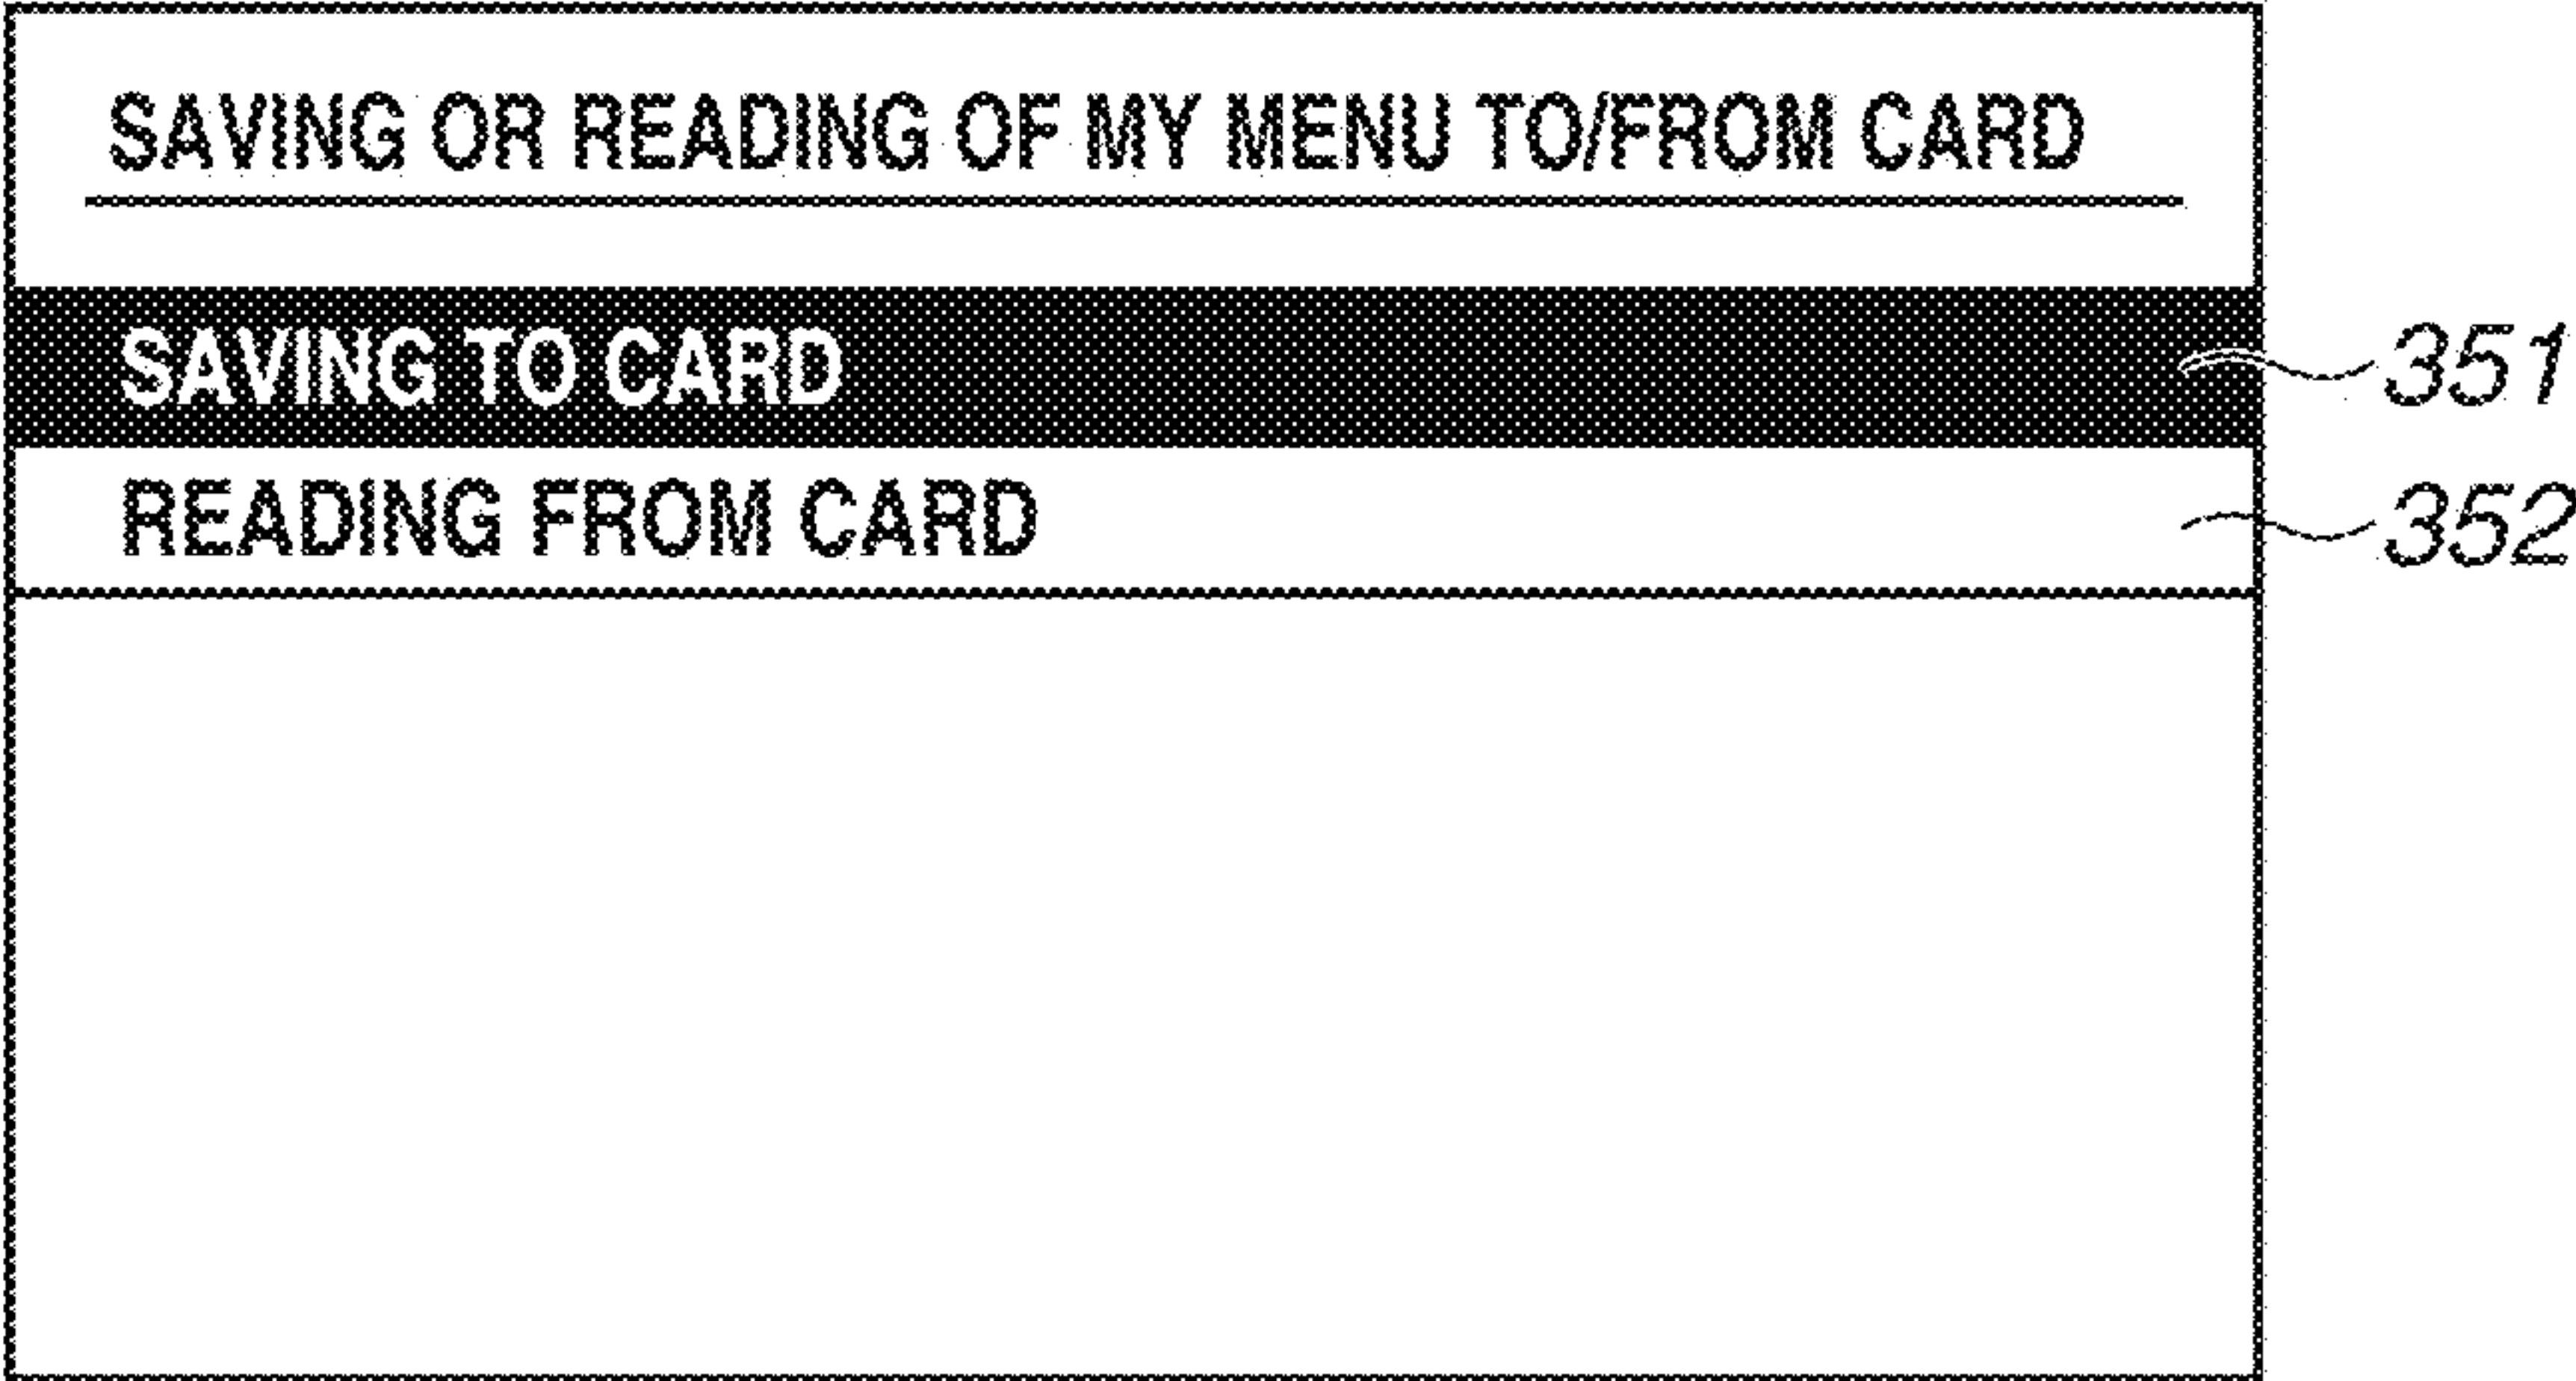 SAVING OR READING OF MY MENU TO/FROM CARD
SAVING TO CARD 351
READING FROM CARD 352